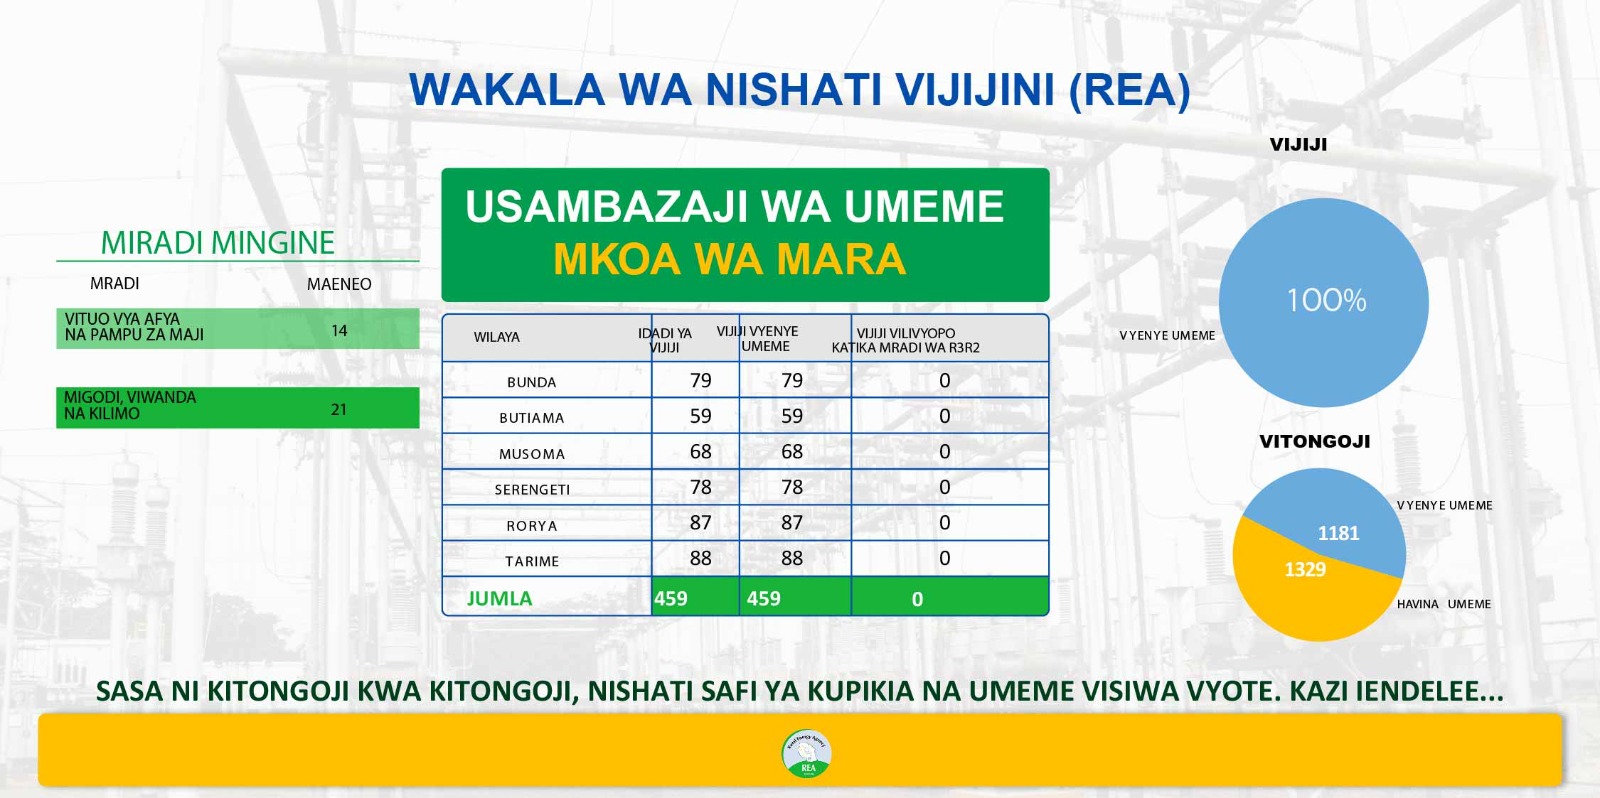 WAKALA WA NISHATI VIJIJINI (REA)
USAMBAZAJI WA UMEME
MKOA WA MARA
MIRADI MINGINE
MRADI MAENEO
VITUO VYA AFYA
NA PAMPU ZA MAJI 14
MIGODI, VIWANDA
NA KILIMO 21
WILAYA IDADI YA VIJIJI VIJIJI VYENYE UMEME VIJIJI VILIVYOPO KATIKA MRADI WA R3R2
BUNDA 79 79 0
BUTIAMA 59 59 0
MUSOMA 68 68 0
SERENGETI 78 78 0
RORYA 87 87 0
TARIME 88 88 0
JUMLA 459 459 0
VIJIJI
100%
VYENYE UMEME
VITONGOJI
VYENYE UMEME
1181
1329
HAVINA UMEME
SASA NI KITONGOJI KWA KITONGOJI, NISHATI SAFI YA KUPIKIA NA UMEME VISIWA VYOTE. KAZI IENDELEE...
REA